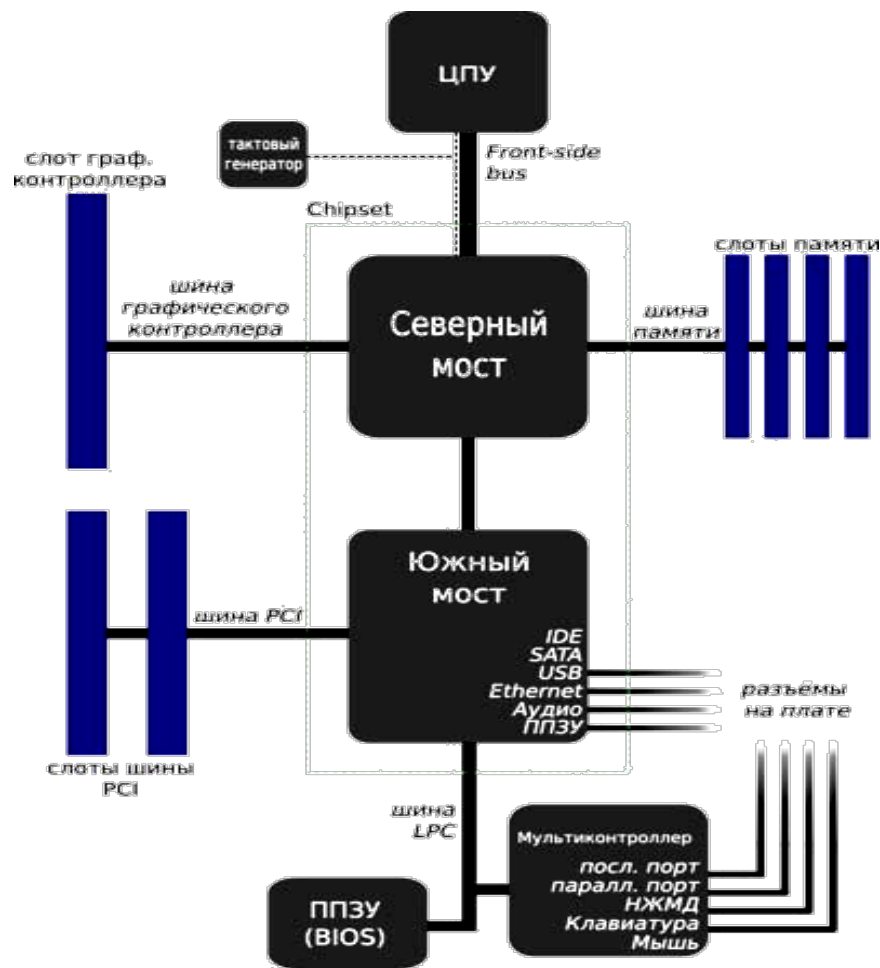 ЦПУ
тактовый
генератор
Front-side
bus
слот граф.
контроллера
Chipset
слоты памяти
шина
графического
контроллера
Северный
мост
шина
памяти
Южный
мост
шина PCI
IDE
SATA
USB
Ethernet
Аудио
ППЗУ
разъёмы
на плате
слоты шины
PCI
шина
LPC
Мультиконтроллер
посл. порт
паралл. порт
НЖМД
Клавиатура
Мышь
ППЗУ
(BIOS)